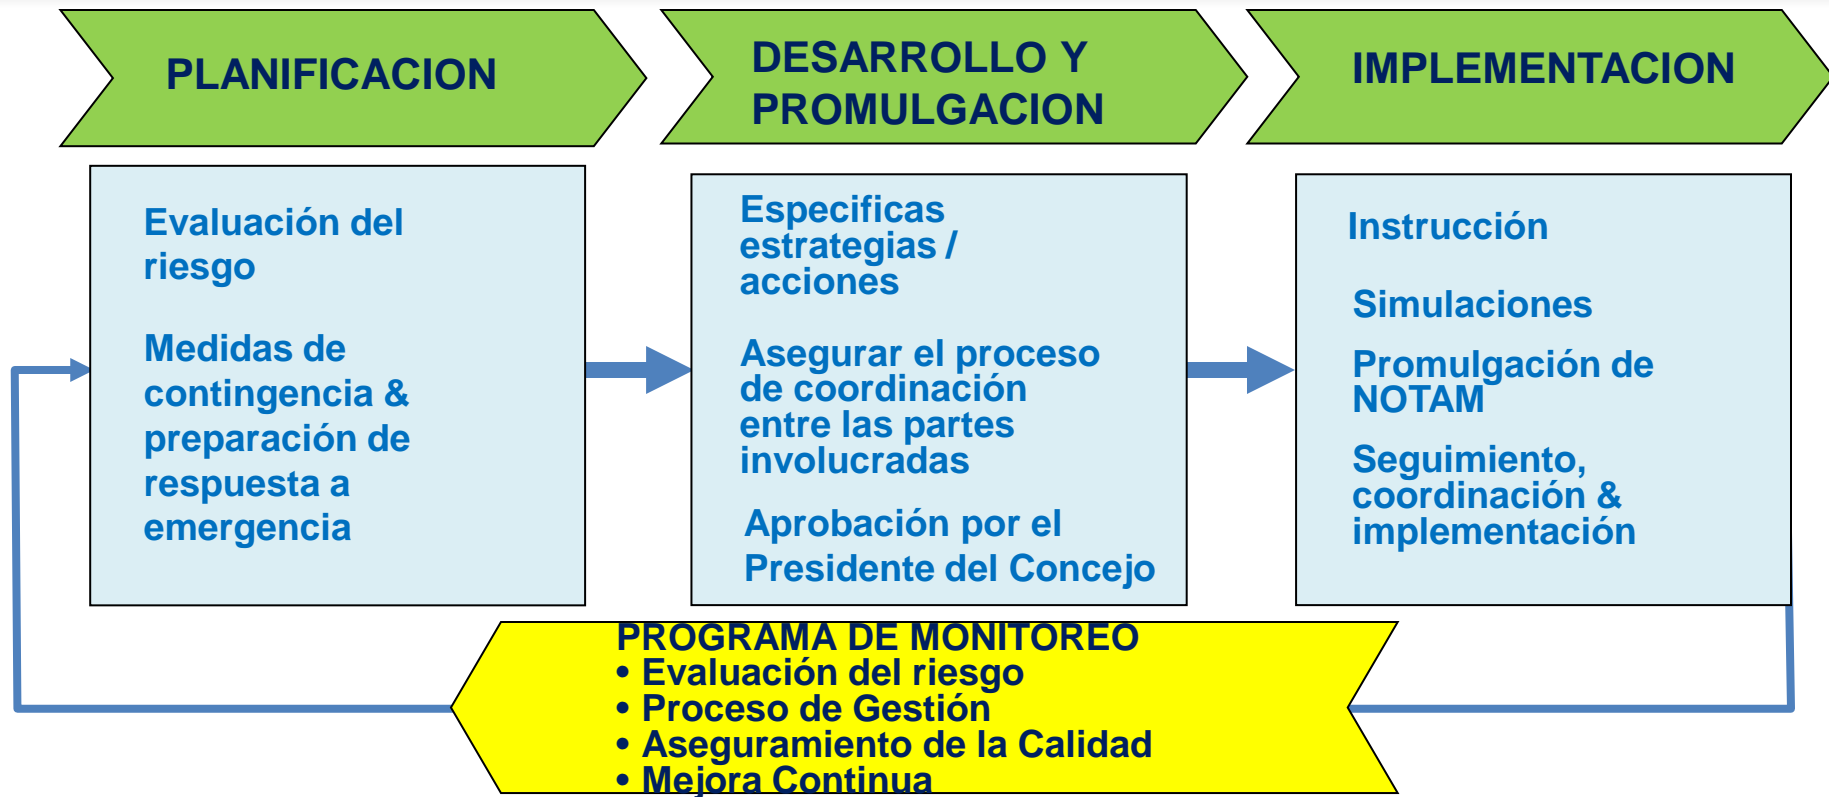 PLANIFICACION
DESARROLLO Y
PROMULGACION
IMPLEMENTACION
Evaluación del
riesgo
Medidas de
contingencia &
preparación de
respuesta a
emergencia
Especificas
estrategias /
acciones
Asegurar el proceso
de coordinación
entre las partes
involucradas
Aprobación por el
Presidente del Concejo
Instrucción
Simulaciones
Promulgación de
NOTAM
Seguimiento,
coordinación &
implementación
PROGRAMA DE MONITOREO
• Evaluación del riesgo
• Proceso de Gestión
• Aseguramiento de la Calidad
• Mejora Continua